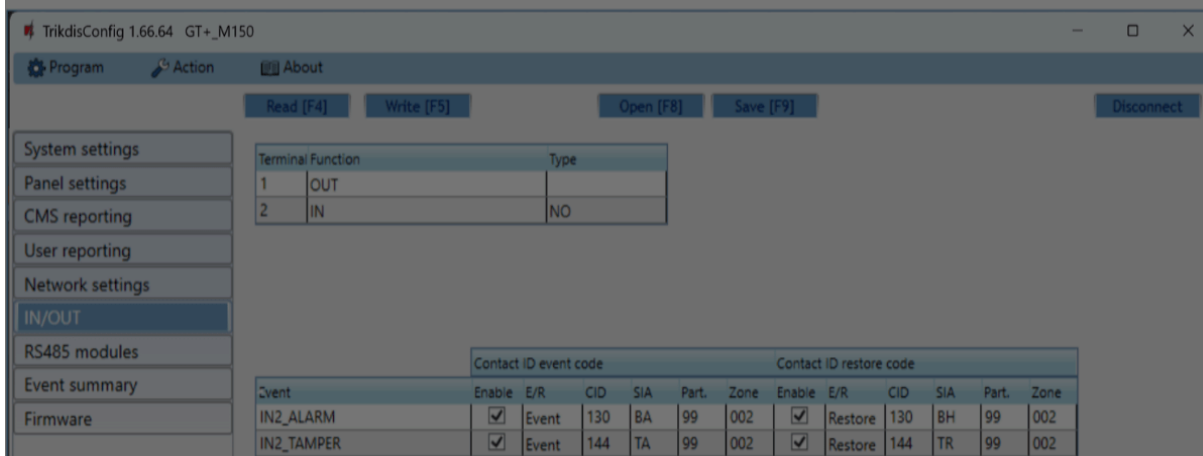 TrikdisConfig 1.66.64 GT+_M150
Program Action About
Read [F4] Write [F5] Open [F8] Save [F9] Disconnect
System settings
Panel settings
CMS reporting
User reporting
Network settings
IN/OUT
RS485 modules
Event summary
Firmware
Terminal Function Type
1 OUT
2 IN NO
Contact ID event code Contact ID restore code
Event Enable E/R CID SIA Part. Zone Enable E/R CID SIA Part. Zone
IN2_ALARM Event 130 BA 99 002 Restore 130 BH 99 002
IN2_TAMPER Event 144 TA 99 002 Restore 144 TR 99 002